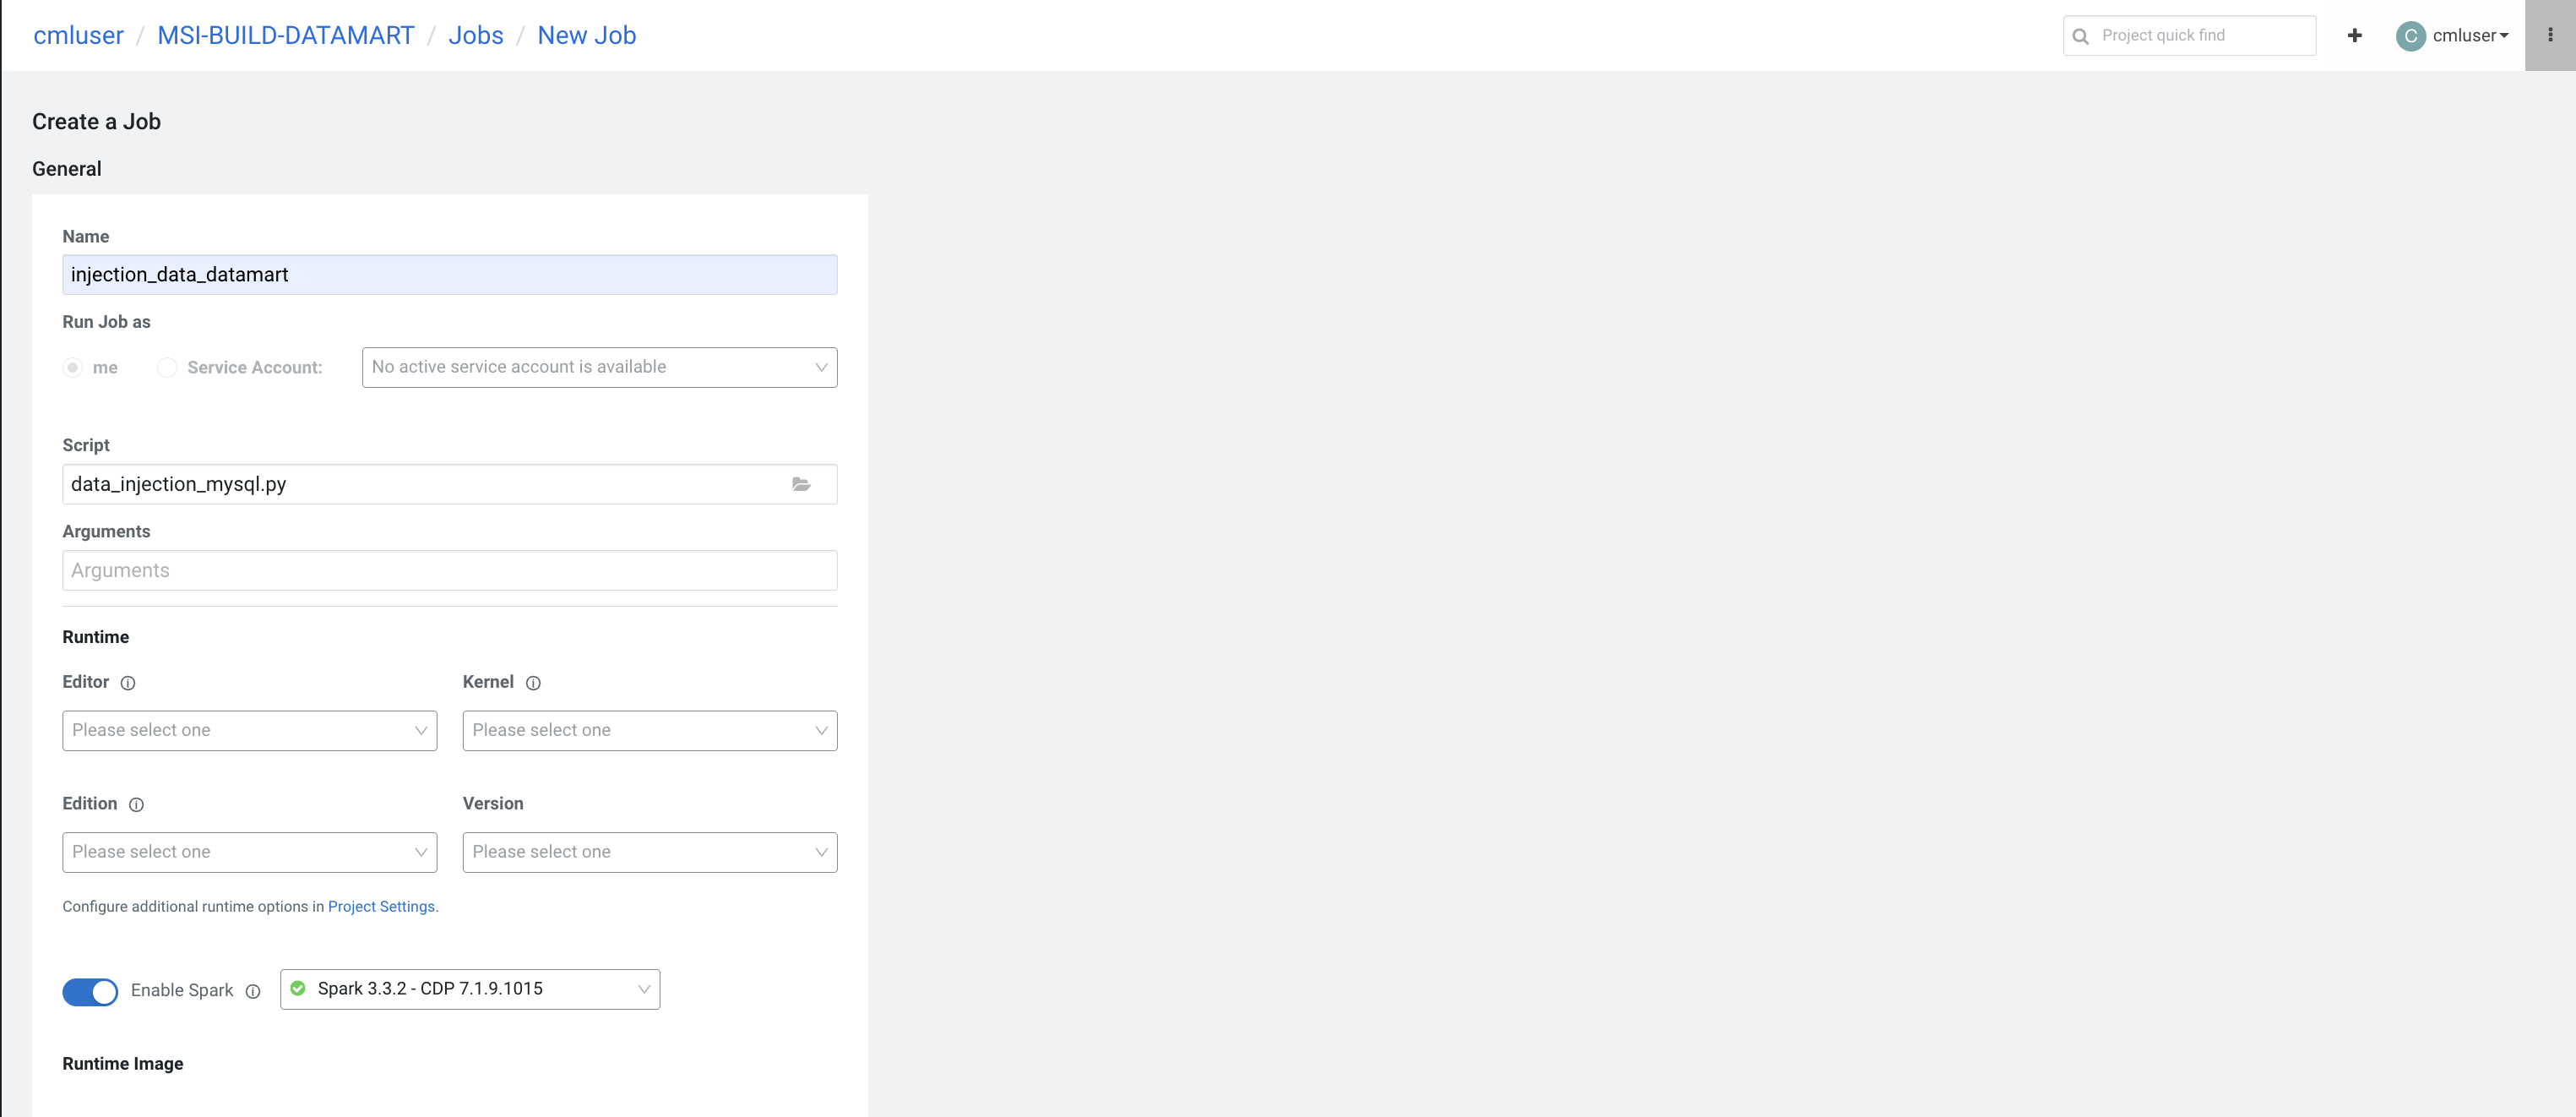 cmluser / MSI-BUILD-DATAMART / Jobs / New Job
Project quick find
C cmluser
Create a Job
General
Name
injection_data_datamart
Run Job as
me Service Account: No active service account is available
Script
data_injection_mysql.py
Arguments
Arguments
Runtime
Editor Kernel
Please select one Please select one
Edition Version
Please select one Please select one
Configure additional runtime options in Project Settings.
Enable Spark Spark 3.3.2 - CDP 7.1.9.1015
Runtime Image